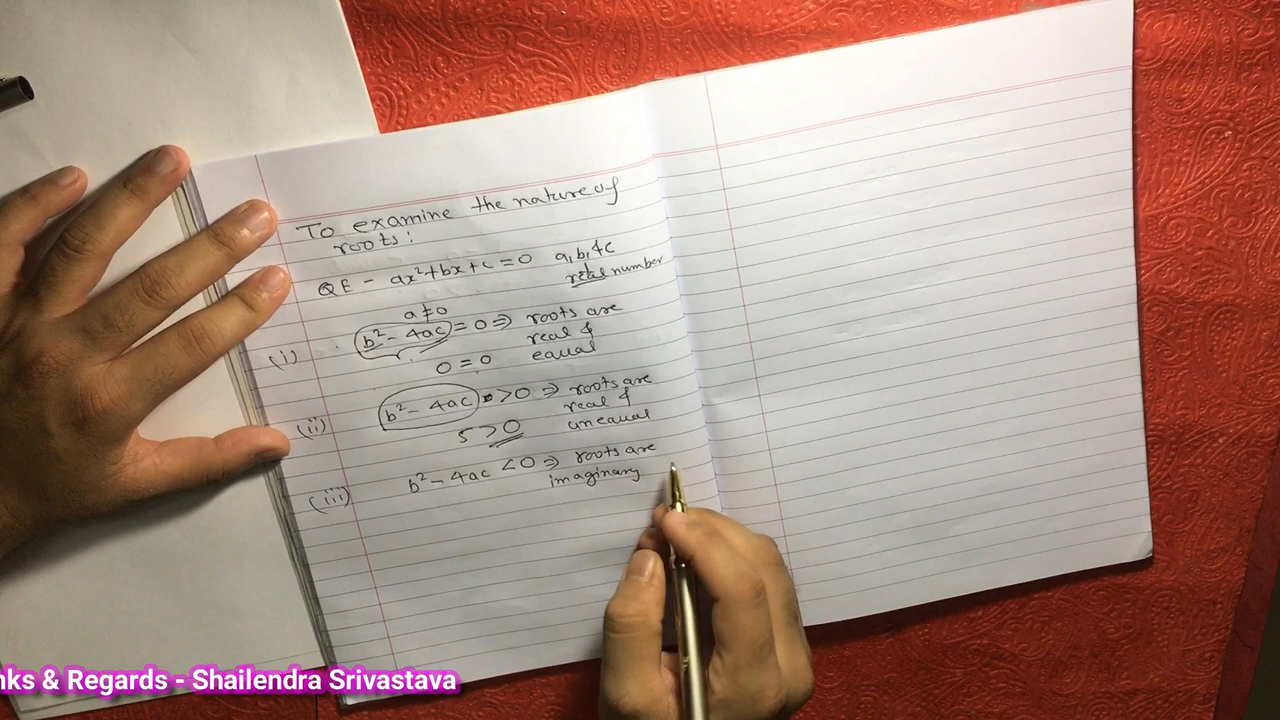 To examine the nature of
roots:
QE - ax²+bx+c=0 a,b,&c
real number
a≠0
(i) b²-4ac=0 ⇒ roots are
real &
0=0 equal
(ii) b²-4ac >0 ⇒ roots are
real &
5>0 unequal
(iii) b²-4ac <0 ⇒ roots are
imaginary
nks & Regards - Shailendra Srivastava